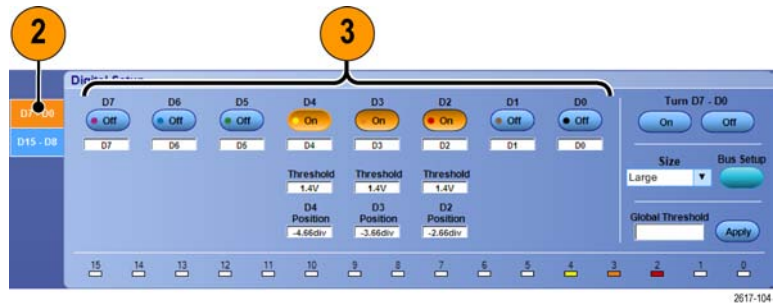 2
3
Digital Setup
D7 - D0
D15 - D8
D7 D6 D5 D4 D3 D2 D1 D0
Off Off Off On On On Off Off
D7 D6 D5 D4 D3 D2 D1 D0
Threshold Threshold Threshold
1.4V 1.4V 1.4V
D4 D3 D2
Position Position Position
-4.66div -3.66div -2.66div
Turn D7 - D0
On Off
Size Bus Setup
Large
Global Threshold
Apply
15 14 13 12 11 10 9 8 7 6 5 4 3 2 1 0
2617-104